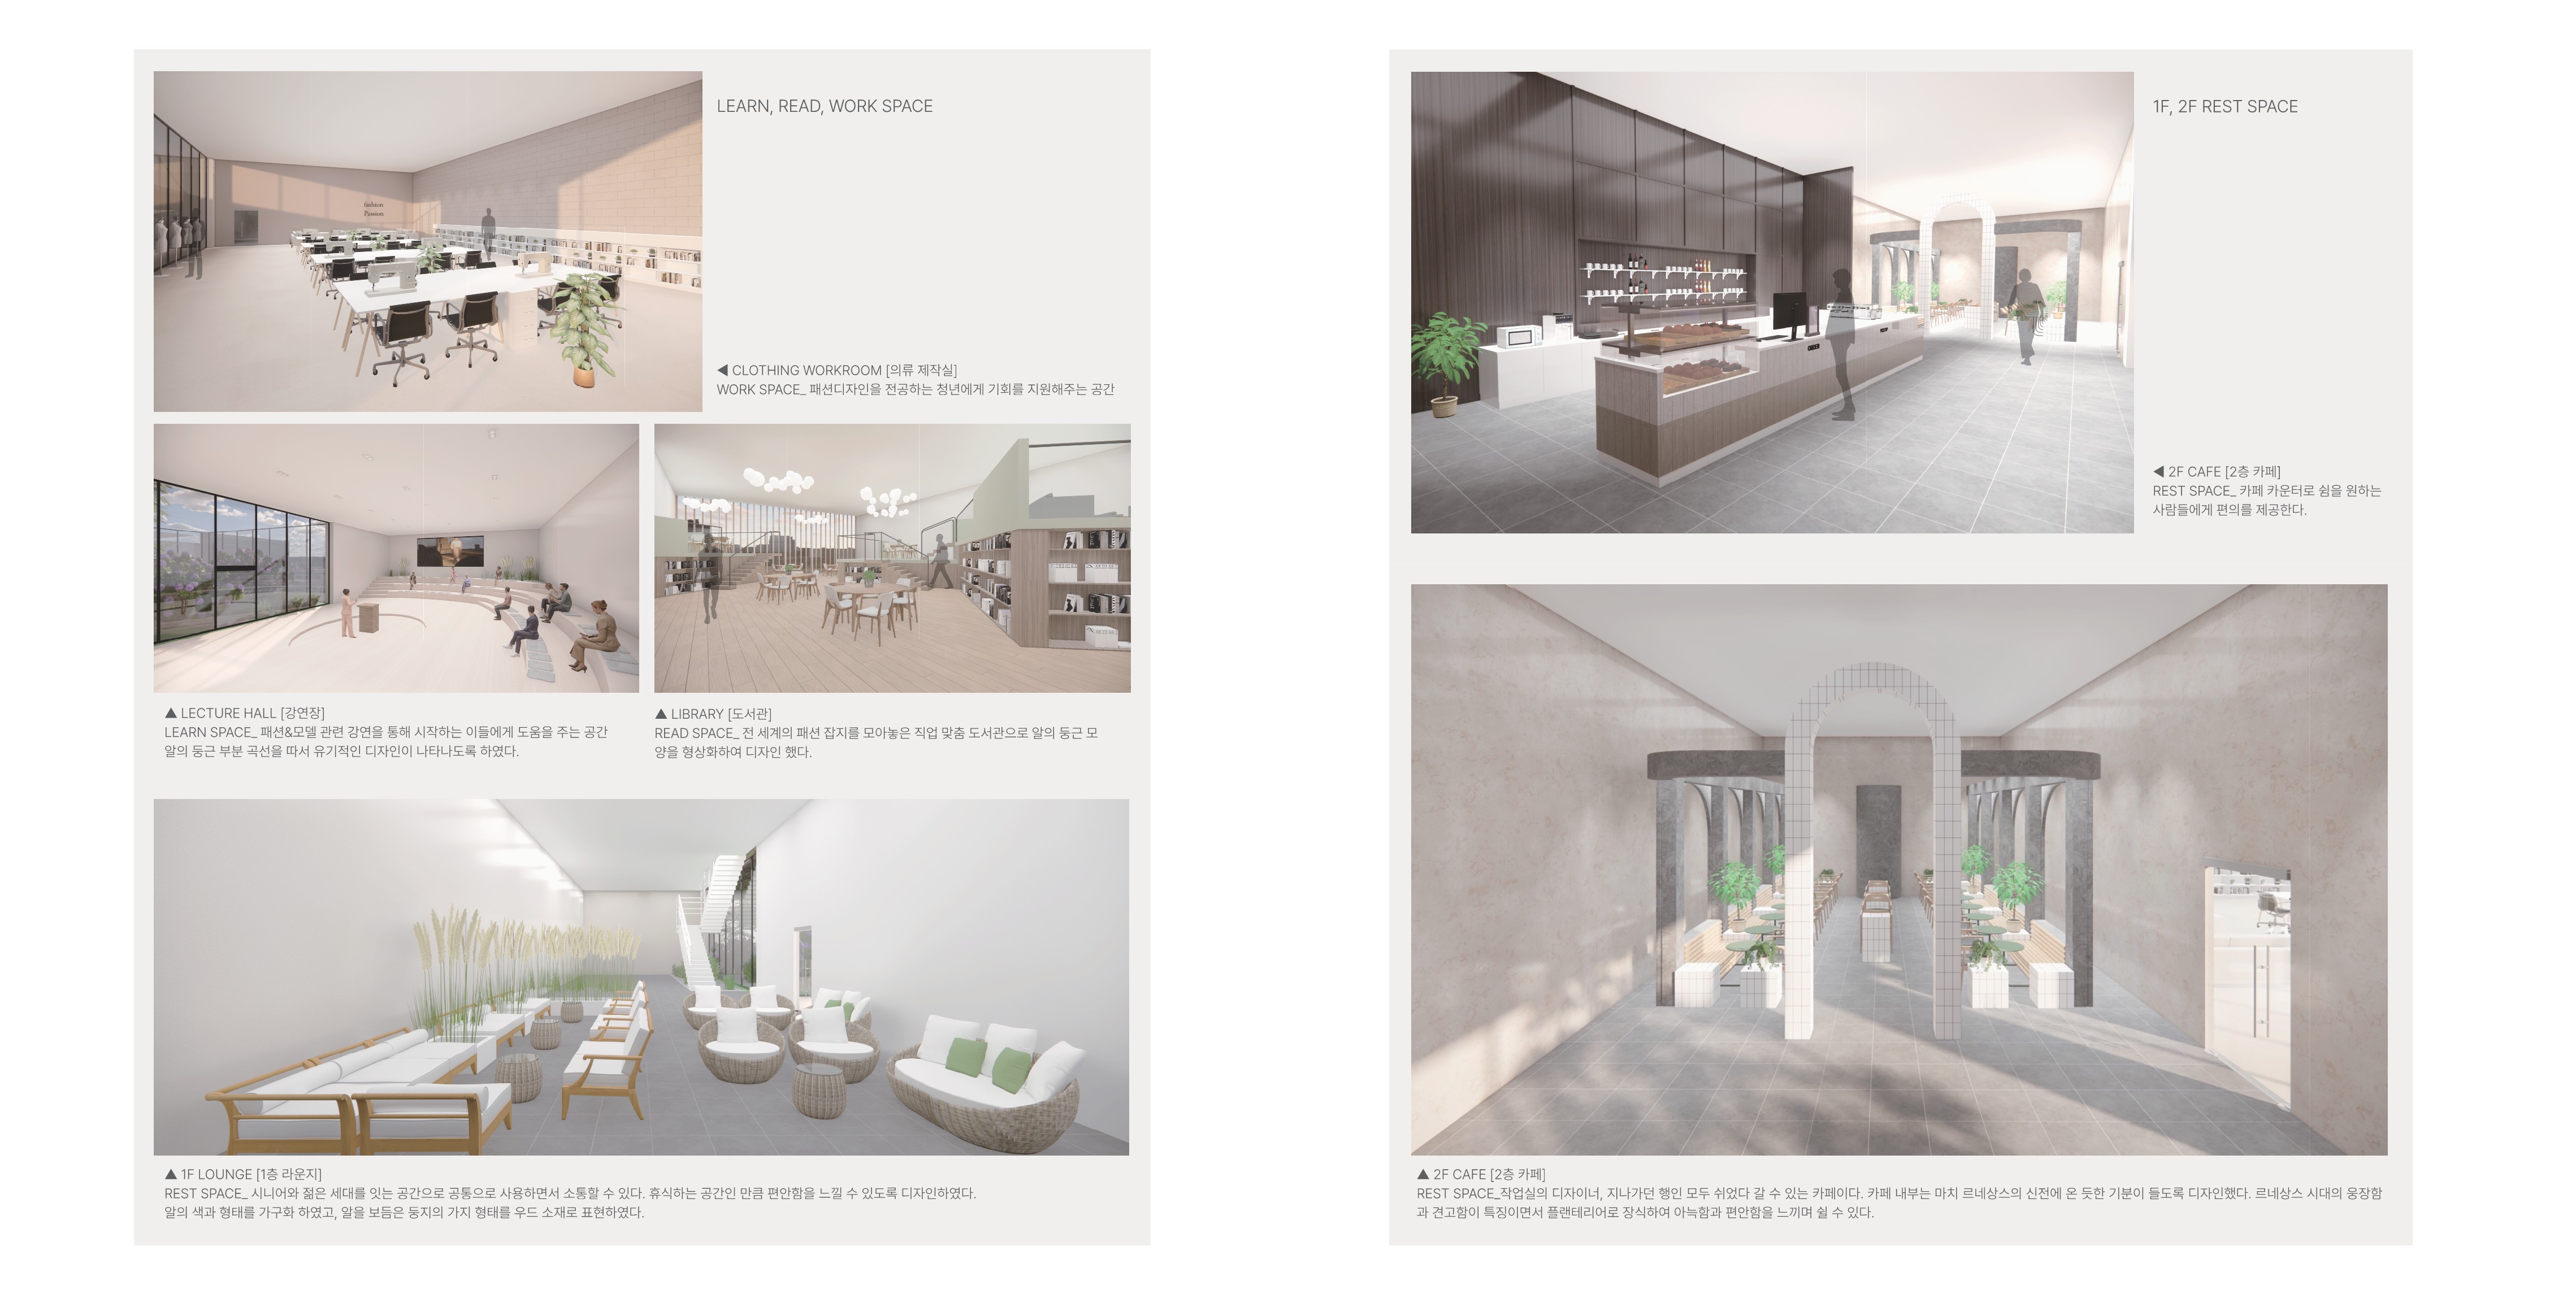 LEARN, READ, WORK SPACE
fashion
Passion
◀ CLOTHING WORKROOM [의류 제작실]
WORK SPACE_ 패션디자인을 전공하는 청년에게 기회를 지원해주는 공간
▲ LECTURE HALL [강연장]
LEARN SPACE_ 패션&모델 관련 강연을 통해 시작하는 이들에게 도움을 주는 공간
알의 둥근 부분 곡선을 따서 유기적인 디자인이 나타나도록 하였다.
▲ LIBRARY [도서관]
READ SPACE_ 전 세계의 패션 잡지를 모아놓은 직업 맞춤 도서관으로 알의 둥근 모
양을 형상화하여 디자인 했다.
▲ 1F LOUNGE [1층 라운지]
REST SPACE_ 시니어와 젊은 세대를 잇는 공간으로 공통으로 사용하면서 소통할 수 있다. 휴식하는 공간인 만큼 편안함을 느낄 수 있도록 디자인하였다.
알의 색과 형태를 가구화 하였고, 알을 보듬은 둥지의 가지 형태를 우드 소재로 표현하였다.
1F, 2F REST SPACE
◀ 2F CAFE [2층 카페]
REST SPACE_ 카페 카운터로 쉼을 원하는
사람들에게 편의를 제공한다.
▲ 2F CAFE [2층 카페]
REST SPACE_작업실의 디자이너, 지나가던 행인 모두 쉬었다 갈 수 있는 카페이다. 카페 내부는 마치 르네상스의 신전에 온 듯한 기분이 들도록 디자인했다. 르네상스 시대의 웅장함
과 견고함이 특징이면서 플랜테리어로 장식하여 아늑함과 편안함을 느끼며 쉴 수 있다.